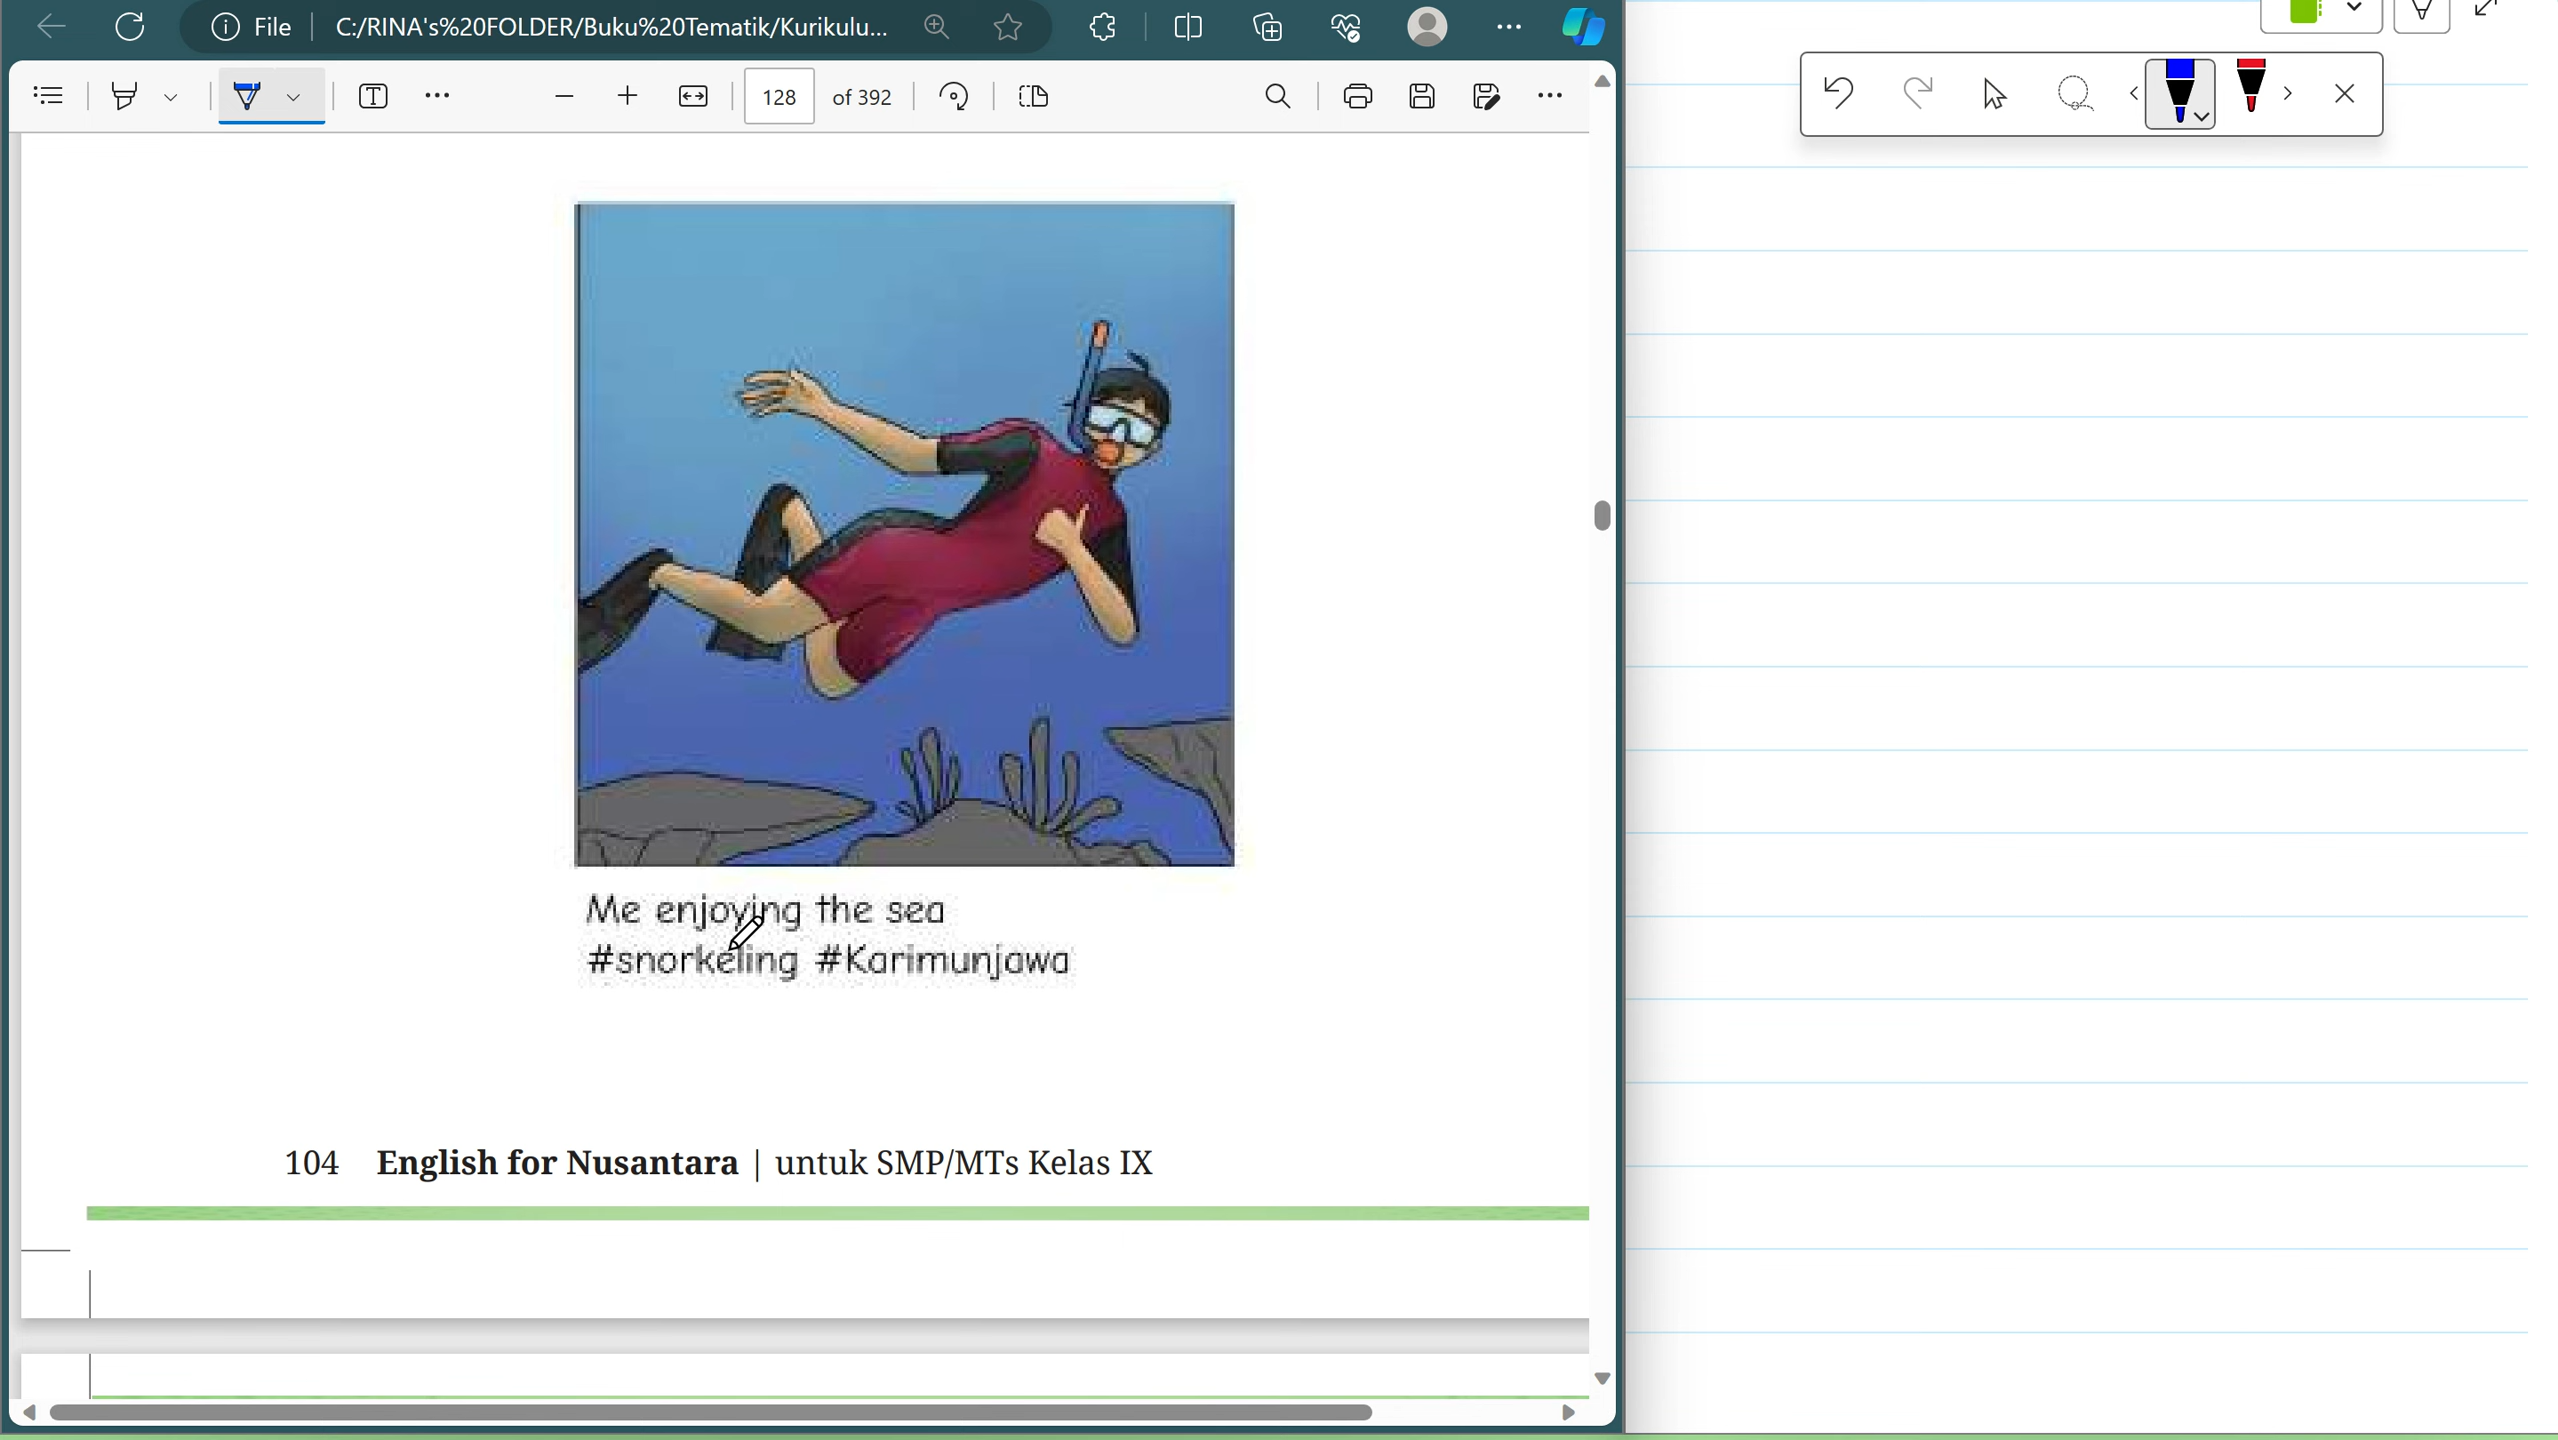 File C:/RINA's%20FOLDER/Buku%20Tematik/Kurikulu...
128 of 392
Me enjoying the sea
#snorkeling #Karimunjawa
104 English for Nusantara | untuk SMP/MTs Kelas IX